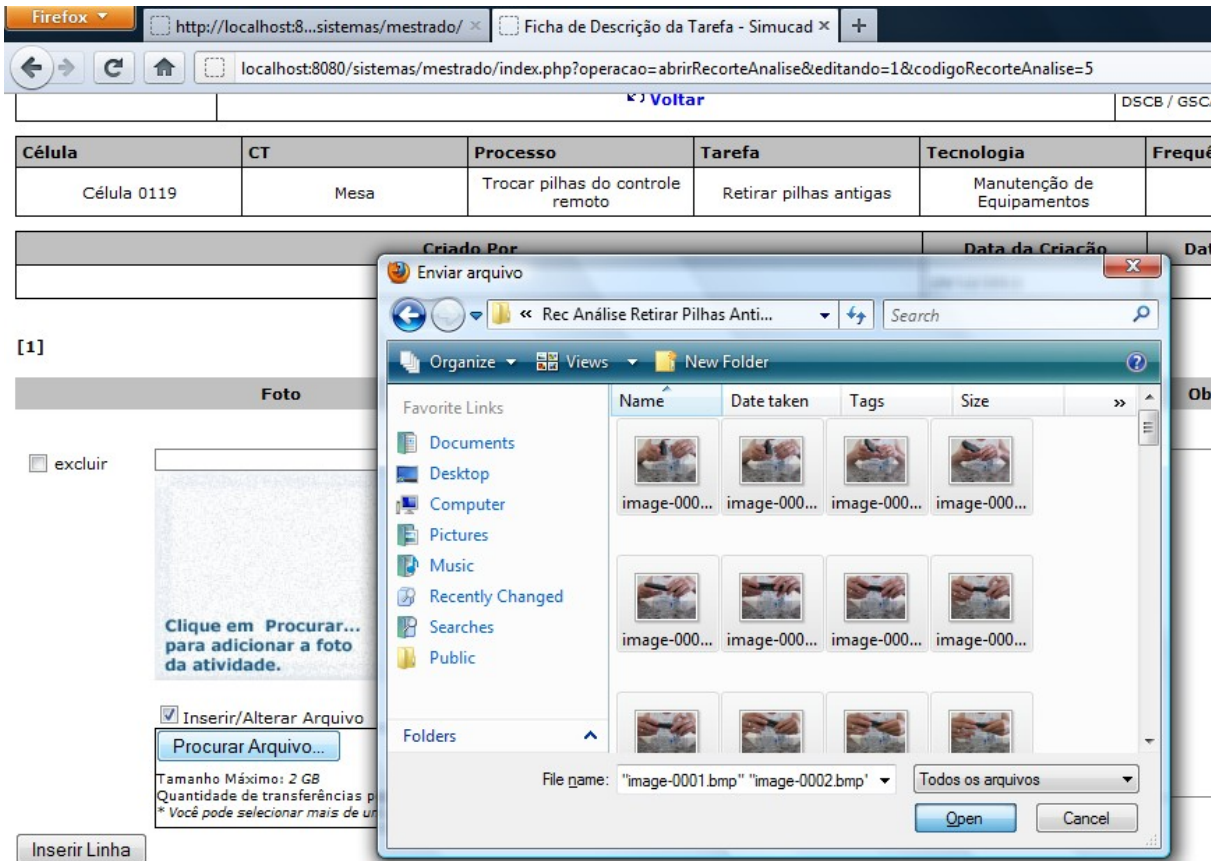 Firefox
http://localhost:8...sistemas/mestrado/
Ficha de Descrição da Tarefa - Simucad
localhost:8080/sistemas/mestrado/index.php?operacao=abrirRecorteAnalise&editando=1&codigoRecorteAnalise=5
Voltar
DSCB / GSC
Célula CT Processo Tarefa Tecnologia Frequê
Célula 0119 Mesa Trocar pilhas do controle remoto Retirar pilhas antigas Manutenção de Equipamentos
Criado Por Data da Criação Dat
Enviar arquivo
« Rec Análise Retirar Pilhas Anti...
Search
[1]
Organize Views New Folder
Foto
Ob
Favorite Links
Name Date taken Tags Size »
Documents
excluir
Desktop
Computer
image-000... image-000... image-000... image-000...
Pictures
Music
Recently Changed
Searches
image-000... image-000... image-000... image-000...
Public
Clique em Procurar...
para adicionar a foto
da atividade.
Inserir/Alterar Arquivo
Folders
Procurar Arquivo...
Tamanho Máximo: 2 GB
Quantidade de transferências p
* Você pode selecionar mais de um
File name: "image-0001.bmp" "image-0002.bmp'
Todos os arquivos
Open Cancel
Inserir Linha